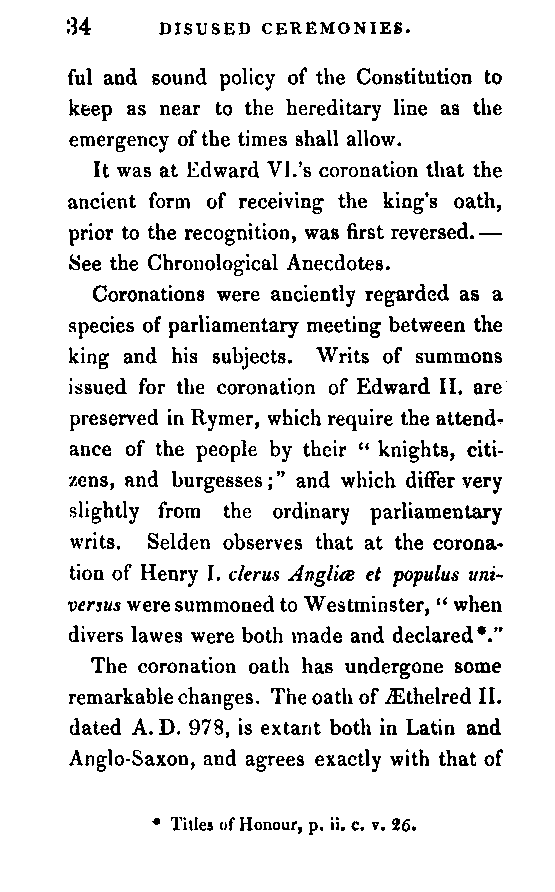 34 DISUSED CEREMONIES.
ful and sound policy of the Constitution to
keep as near to the hereditary line as the
emergency of the times shall allow.
It was at Edward VI.'s coronation that the
ancient form of receiving the king's oath,
prior to the recognition, was first reversed.—
See the Chronological Anecdotes.
Coronations were anciently regarded as a
species of parliamentary meeting between the
king and his subjects. Writs of summons
issued for the coronation of Edward II. are
preserved in Rymer, which require the attend-
ance of the people by their “ knights, citi-
zens, and burgesses ;” and which differ very
slightly from the ordinary parliamentary
writs. Selden observes that at the corona-
tion of Henry I. clerus Angliæ et populus uni-
versus were summoned to Westminster, “ when
divers lawes were both made and declared*.”
The coronation oath has undergone some
remarkable changes. The oath of Æthelred II.
dated A. D. 978, is extant both in Latin and
Anglo-Saxon, and agrees exactly with that of
* Titles of Honour, p. ii. c. v. 26.